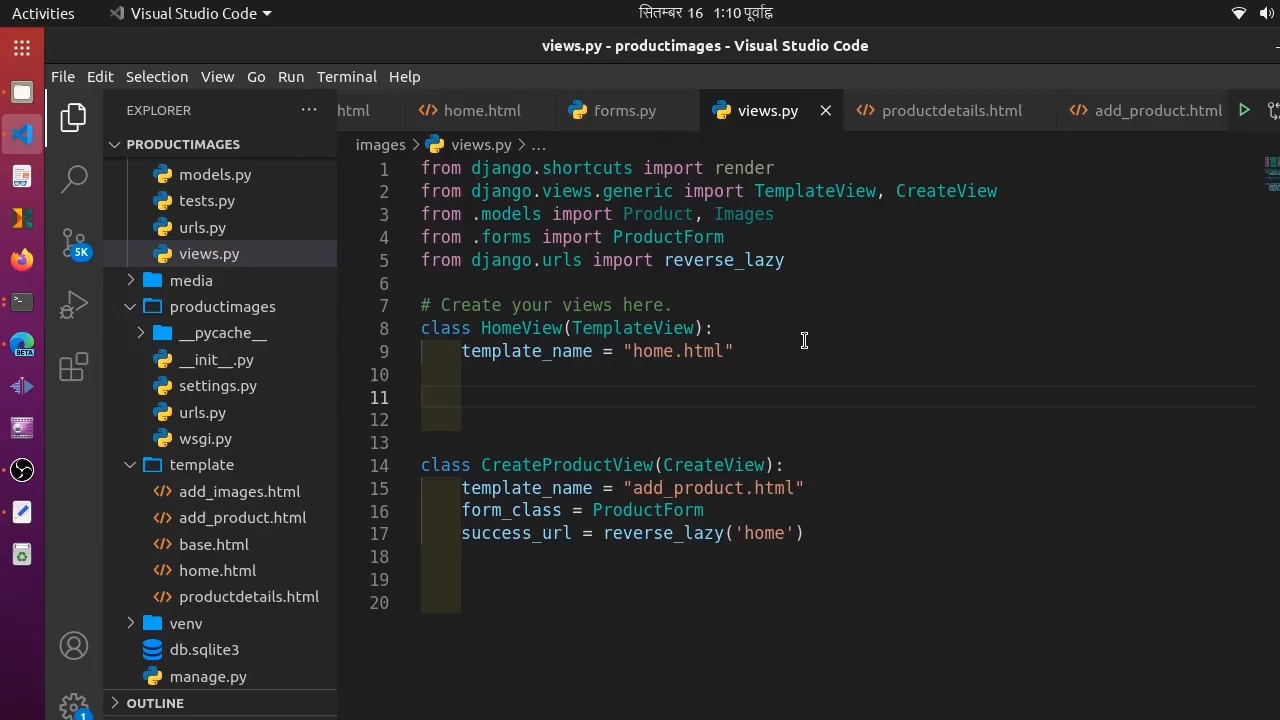 Activities
Visual Studio Code
सितम्बर 16 1:10 पूर्वाह्न
views.py - productimages - Visual Studio Code
File Edit Selection View Go Run Terminal Help
EXPLORER
html
home.html
forms.py
views.py
productdetails.html
add_product.html
PRODUCTIMAGES
images > views.py > ...
models.py
tests.py
urls.py
views.py
media
productimages
__pycache__
__init__.py
settings.py
urls.py
wsgi.py
template
add_images.html
add_product.html
base.html
home.html
productdetails.html
venv
db.sqlite3
manage.py
OUTLINE
5K
1
BETA
1 from django.shortcuts import render
2 from django.views.generic import TemplateView, CreateView
3 from .models import Product, Images
4 from .forms import ProductForm
5 from django.urls import reverse_lazy
6
7 # Create your views here.
8 class HomeView(TemplateView):
9 template_name = "home.html"
10
11
12
13
14 class CreateProductView(CreateView):
15 template_name = "add_product.html"
16 form_class = ProductForm
17 success_url = reverse_lazy('home')
18
19
20